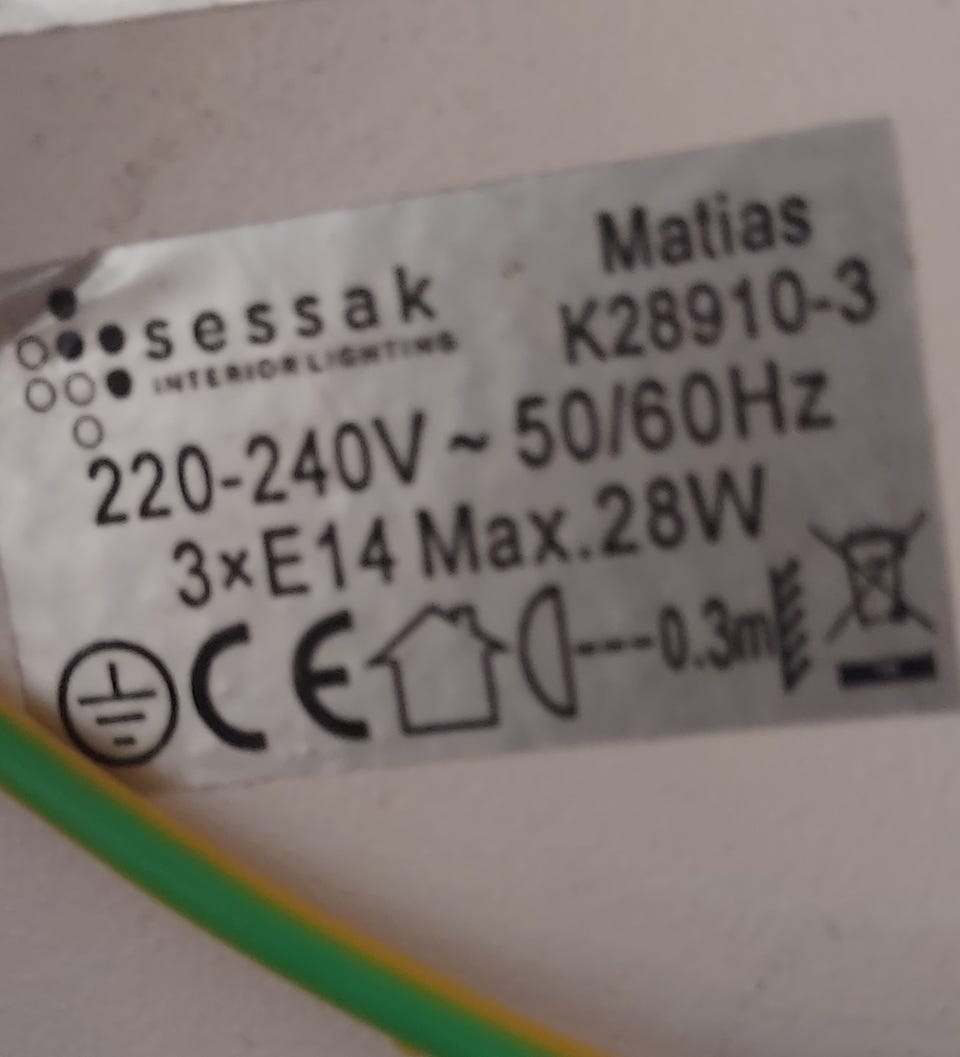 Matias
sessak
K28910-3
INTERIOR LIGHTING
220-240V ~ 50/60Hz
3×E14 Max.28W
CE
0.3m